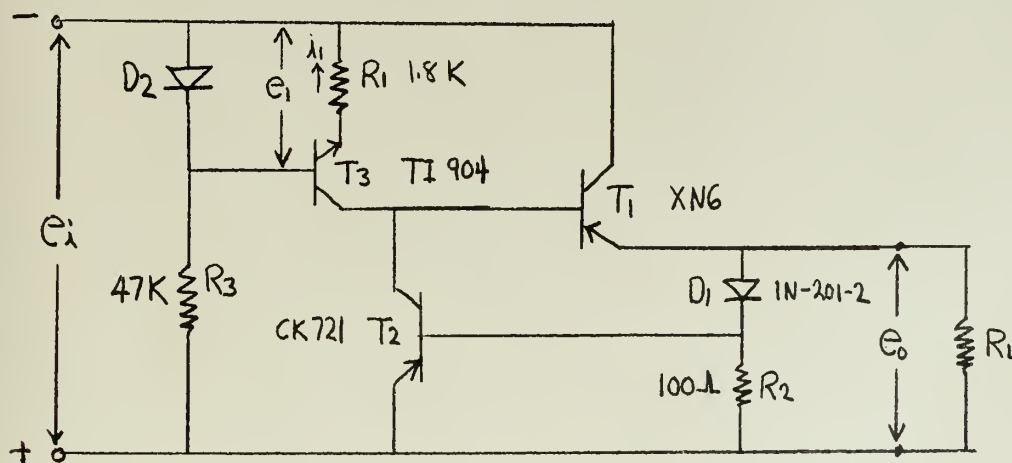 −
D2
e1
i1
R1 1.8 K
T3 TI 904
T1 XN6
ei
47K R3
CK721 T2
D1 1N-201-2
100Ω R2
eo
RL
+